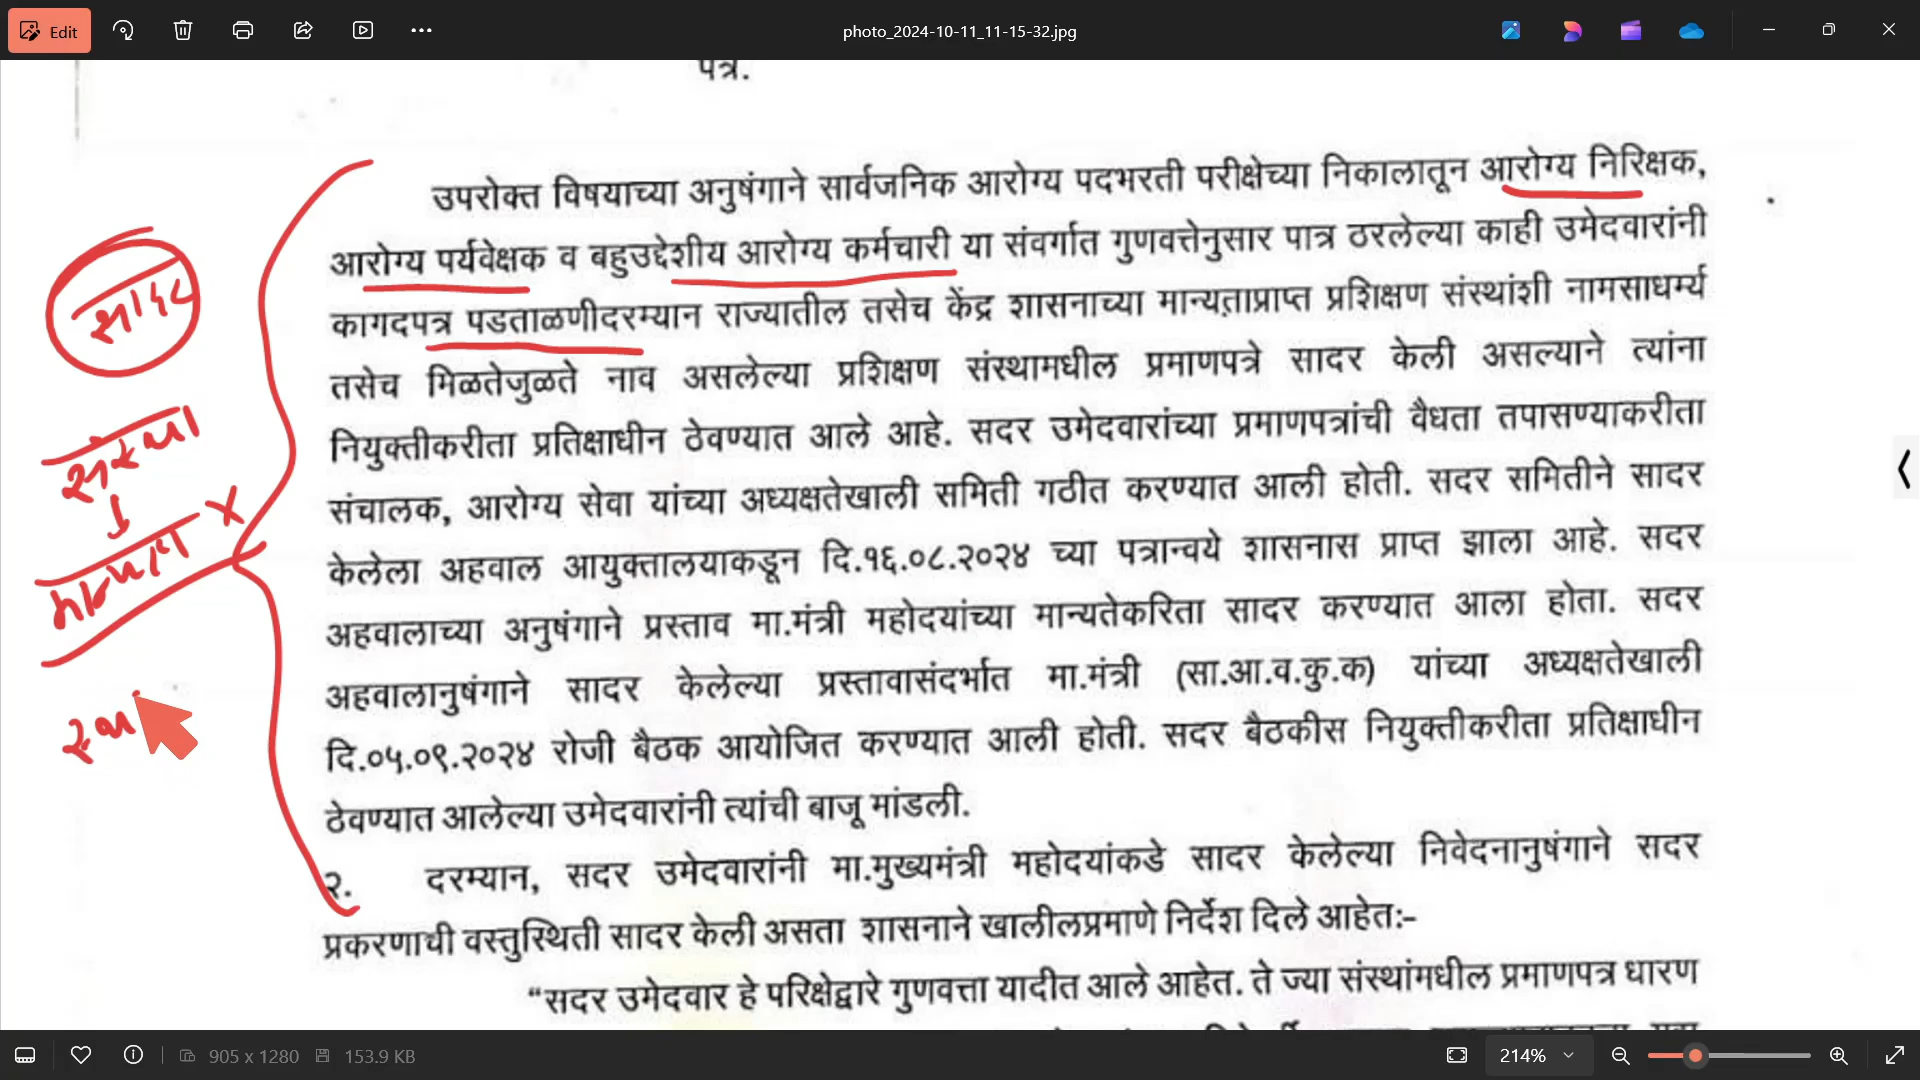 Edit
photo_2024-10-11_11-15-32.jpg
पत्र.
उपरोक्त विषयाच्या अनुषंगाने सार्वजनिक आरोग्य पदभरती परीक्षेच्या निकालातून आरोग्य निरिक्षक,
आरोग्य पर्यवेक्षक व बहुउद्देशीय आरोग्य कर्मचारी या संवर्गात गुणवत्तेनुसार पात्र ठरलेल्या काही उमेदवारांनी
कागदपत्र पडताळणीदरम्यान राज्यातील तसेच केंद्र शासनाच्या मान्यताप्राप्त प्रशिक्षण संस्थांशी नामसाधर्म्य
तसेच मिळतेजुळते नाव असलेल्या प्रशिक्षण संस्थामधील प्रमाणपत्रे सादर केली असल्याने त्यांना
नियुक्तीकरीता प्रतिक्षाधीन ठेवण्यात आले आहे. सदर उमेदवारांच्या प्रमाणपत्रांची वैधता तपासण्याकरीता
संचालक, आरोग्य सेवा यांच्या अध्यक्षतेखाली समिती गठीत करण्यात आली होती. सदर समितीने सादर
केलेला अहवाल आयुक्तालयाकडून दि.१६.०८.२०२४ च्या पत्रान्वये शासनास प्राप्त झाला आहे. सदर
अहवालाच्या अनुषंगाने प्रस्ताव मा.मंत्री महोदयांच्या मान्यतेकरिता सादर करण्यात आला होता. सदर
अहवालानुषंगाने सादर केलेल्या प्रस्तावासंदर्भात मा.मंत्री (सा.आ.व.कु.क) यांच्या अध्यक्षतेखाली
दि.०५.०९.२०२४ रोजी बैठक आयोजित करण्यात आली होती. सदर बैठकीस नियुक्तीकरीता प्रतिक्षाधीन
ठेवण्यात आलेल्या उमेदवारांनी त्यांची बाजू मांडली.
२. दरम्यान, सदर उमेदवारांनी मा.मुख्यमंत्री महोदयांकडे सादर केलेल्या निवेदनानुषंगाने सदर
प्रकरणाची वस्तुस्थिती सादर केली असता शासनाने खालीलप्रमाणे निर्देश दिले आहेत:-
“सदर उमेदवार हे परिक्षेद्वारे गुणवत्ता यादीत आले आहेत. ते ज्या संस्थांमधील प्रमाणपत्र धारण
905 x 1280
153.9 KB
214%